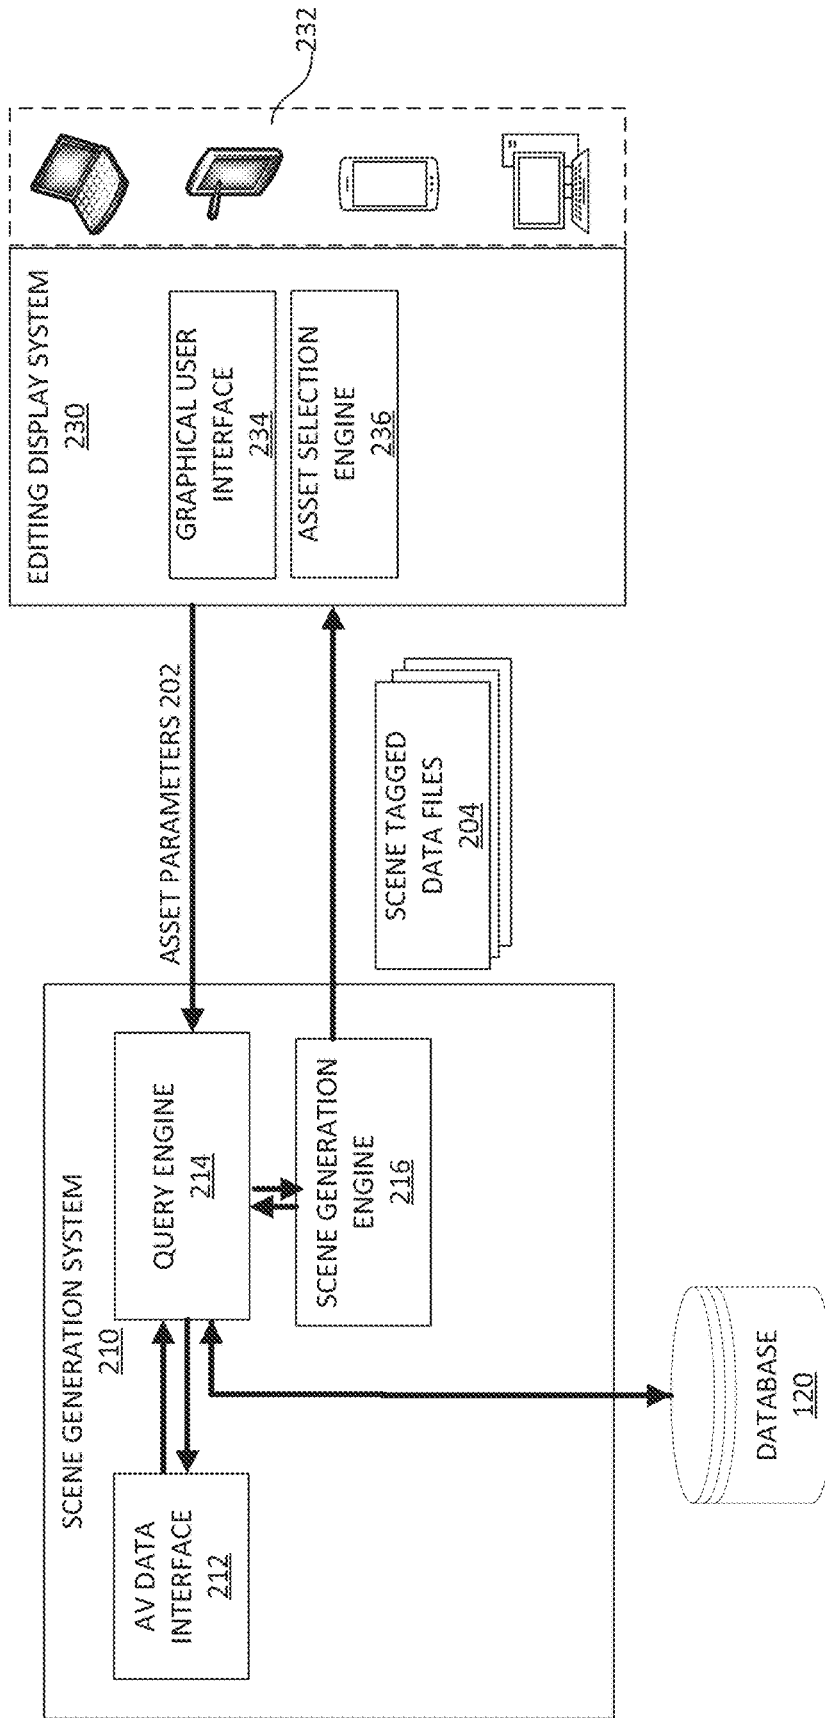 SCENE GENERATION SYSTEM
210
AV DATA
INTERFACE
212
QUERY ENGINE
214
SCENE GENERATION
ENGINE
216
DATABASE
120
ASSET PARAMETERS 202
SCENE TAGGED
DATA FILES
204
EDITING DISPLAY SYSTEM
230
GRAPHICAL USER
INTERFACE
234
ASSET SELECTION
ENGINE
236
232